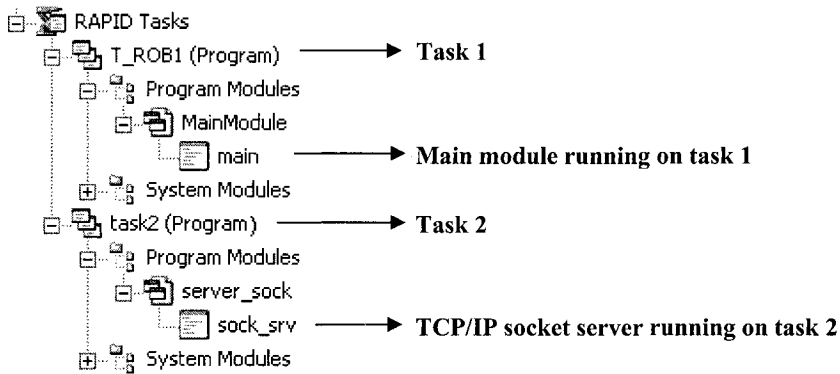 RAPID Tasks
T_ROB1 (Program) Task 1
Program Modules
MainModule
main Main module running on task 1
System Modules
task2 (Program) Task 2
Program Modules
server_sock
sock_srv TCP/IP socket server running on task 2
System Modules